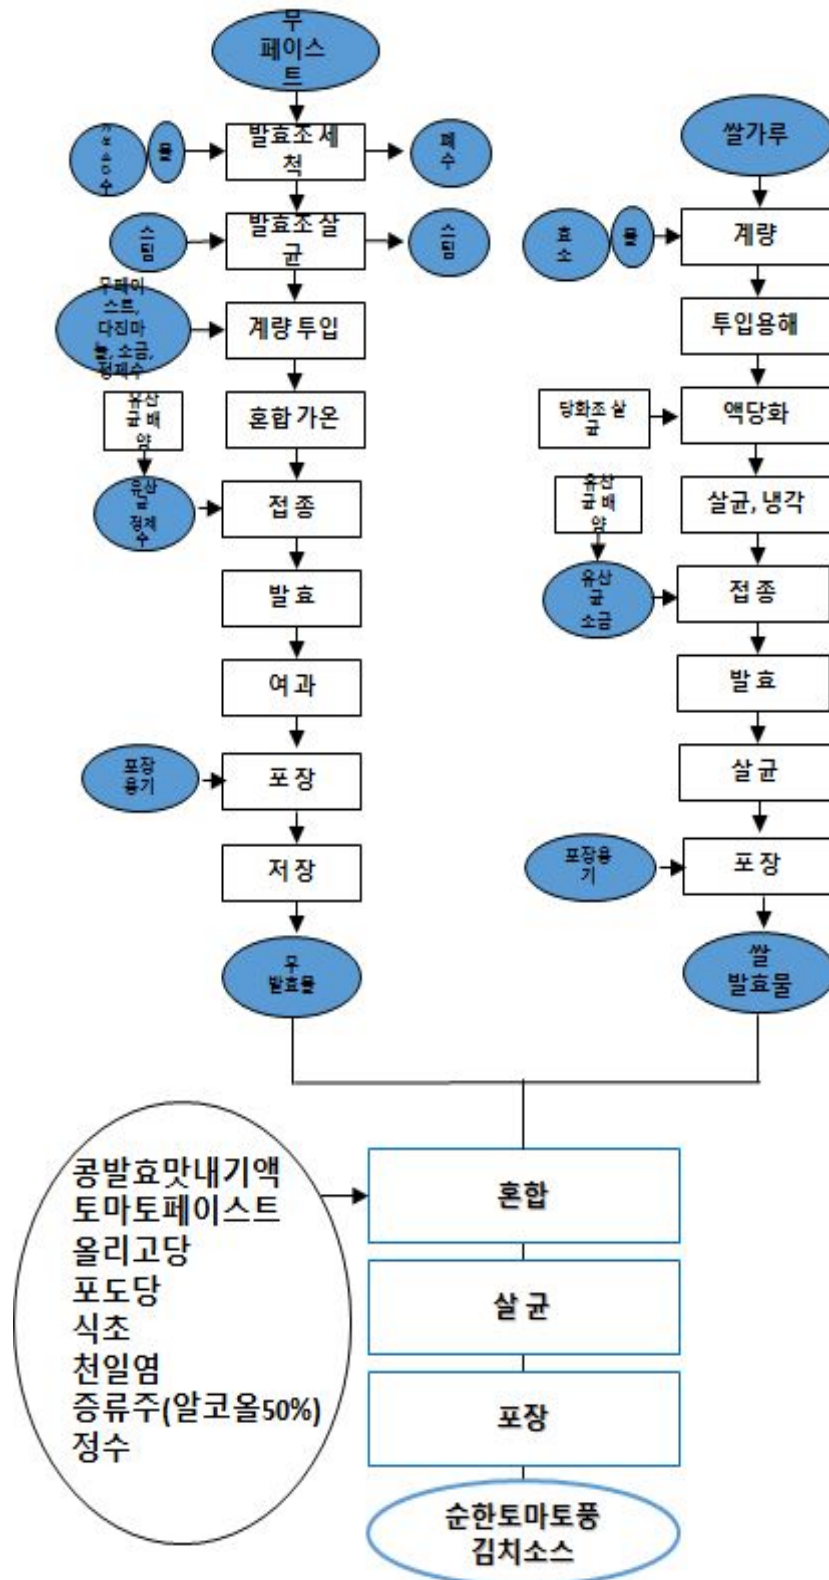 무
페이스
트
물
발효조 세
척
폐
수
스
팀
발효조 살
균
스
팀
무페이
스트,
다진마
늘, 소금,
정제수
계량 투입
유산
균 배
양
혼합 가온
유산
균
정제
수
접 종
발 효
여 과
포장
용기
포 장
저 장
무
발효물
쌀가루
효
소
물
계량
투입용해
당화조 살
균
액당화
유산
균 배
양
살균, 냉각
유산
균
소금
접 종
발 효
살 균
포장용
기
포 장
쌀
발효물
콩발효맛내기액
토마토페이스트
올리고당
포도당
식초
천일염
증류주(알코올50%)
정수
혼합
살 균
포장
순한토마토풍
김치소스